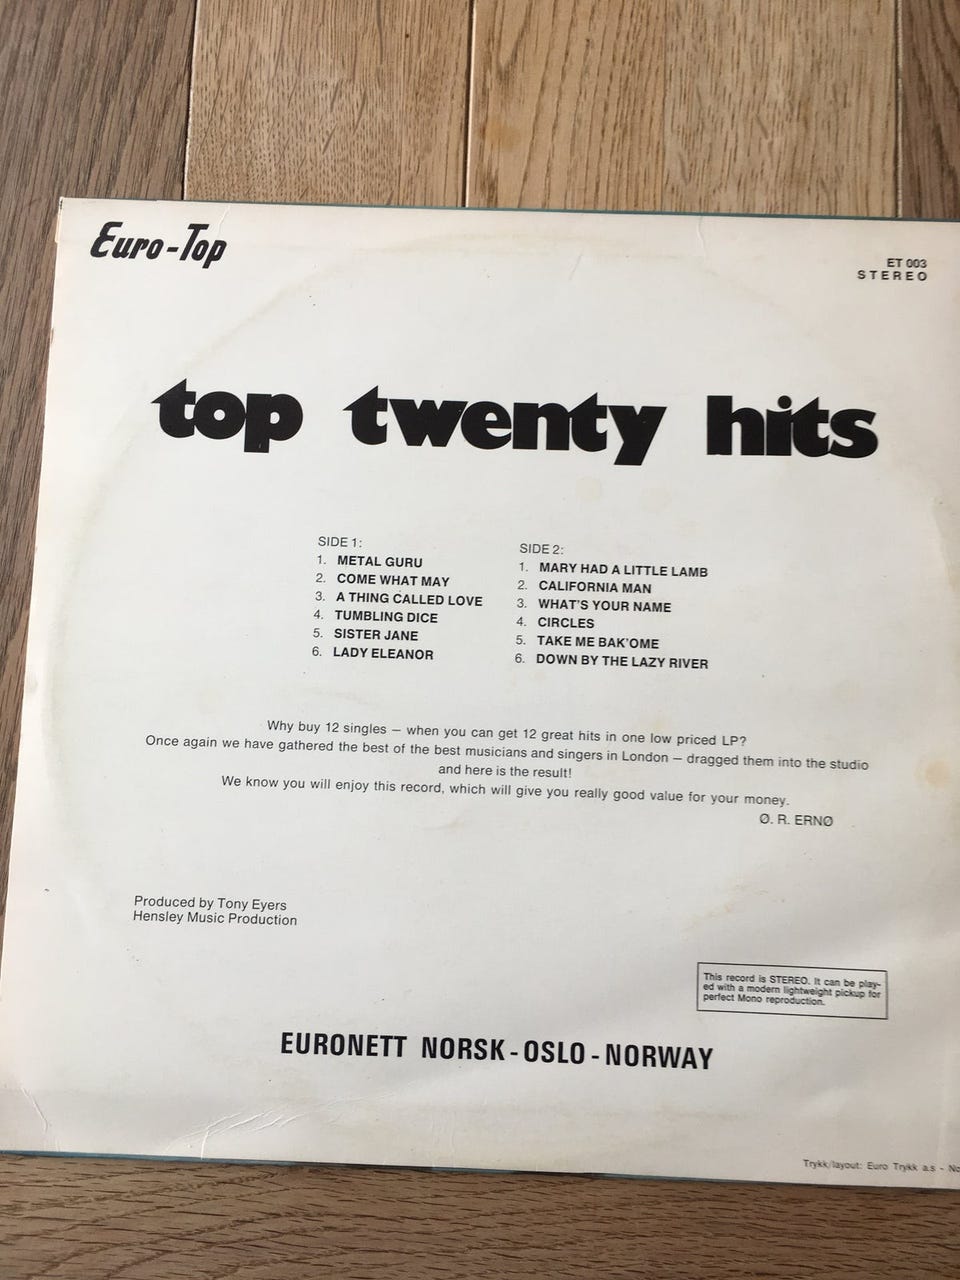 Euro-Top
ET 003
STEREO
top twenty hits
SIDE 1:
1. METAL GURU
2. COME WHAT MAY
3. A THING CALLED LOVE
4. TUMBLING DICE
5. SISTER JANE
6. LADY ELEANOR
SIDE 2:
1. MARY HAD A LITTLE LAMB
2. CALIFORNIA MAN
3. WHAT'S YOUR NAME
4. CIRCLES
5. TAKE ME BAK'OME
6. DOWN BY THE LAZY RIVER
Why buy 12 singles – when you can get 12 great hits in one low priced LP?
Once again we have gathered the best of the best musicians and singers in London – dragged them into the studio
and here is the result!
We know you will enjoy this record, which will give you really good value for your money.
Ø. R. ERNØ
Produced by Tony Eyers
Hensley Music Production
This record is STEREO. It can be play-
ed with a modern lightweight pickup for
perfect Mono reproduction.
EURONETT NORSK - OSLO - NORWAY
Trykk/layout: Euro Trykk a.s -